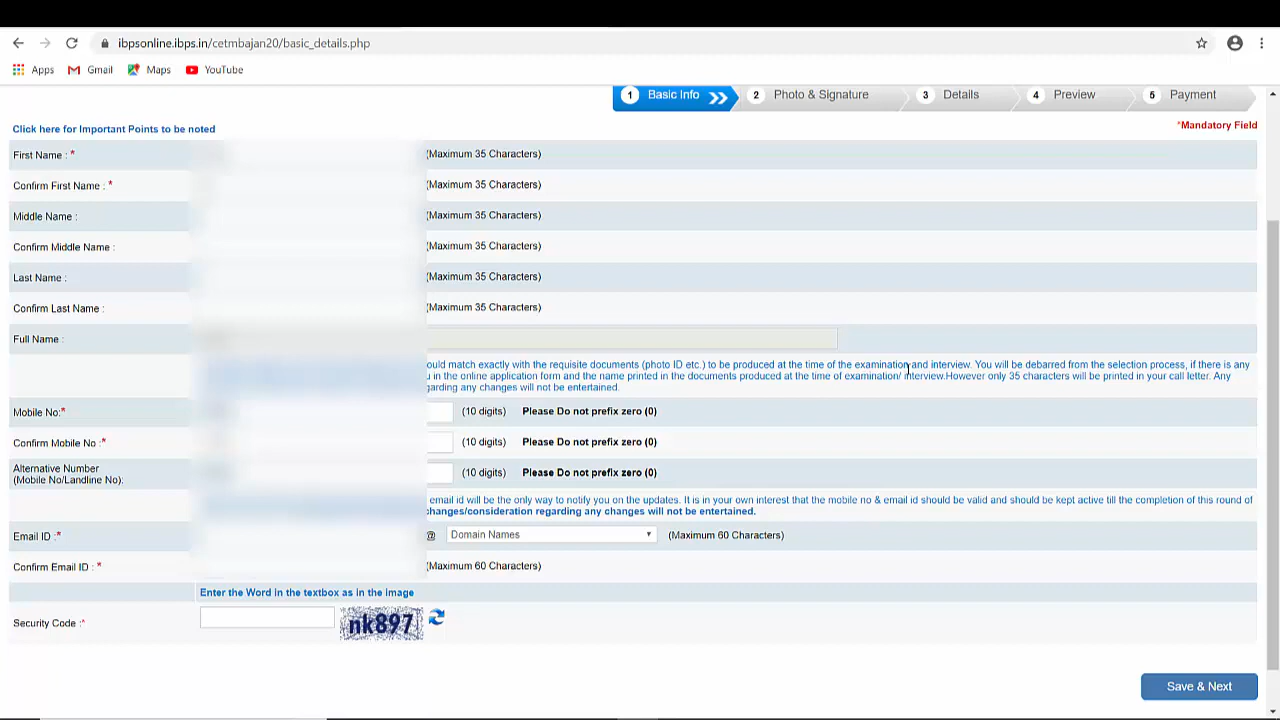 ibpsonline.ibps.in/cetmbajan20/basic_details.php
Apps Gmail Maps YouTube
1 Basic Info 2 Photo & Signature 3 Details 4 Preview 5 Payment
Click here for Important Points to be noted *Mandatory Field
First Name : * (Maximum 35 Characters)
Confirm First Name : * (Maximum 35 Characters)
Middle Name : (Maximum 35 Characters)
Confirm Middle Name : (Maximum 35 Characters)
Last Name : (Maximum 35 Characters)
Confirm Last Name : (Maximum 35 Characters)
Full Name :
ould match exactly with the requisite documents (photo ID etc.) to be produced at the time of the examination and interview. You will be debarred from the selection process, if there is any
u in the online application form and the name printed in the documents produced at the time of examination/ interview.However only 35 characters will be printed in your call letter. Any
garding any changes will not be entertained.
Mobile No:* (10 digits) Please Do not prefix zero (0)
Confirm Mobile No :* (10 digits) Please Do not prefix zero (0)
Alternative Number
(Mobile No/Landline No): (10 digits) Please Do not prefix zero (0)
email id will be the only way to notify you on the updates. It is in your own interest that the mobile no & email id should be valid and should be kept active till the completion of this round of
changes/consideration regarding any changes will not be entertained.
Email ID :* @ Domain Names (Maximum 60 Characters)
Confirm Email ID : * (Maximum 60 Characters)
Enter the Word in the textbox as in the image
Security Code :* nk897
Save & Next